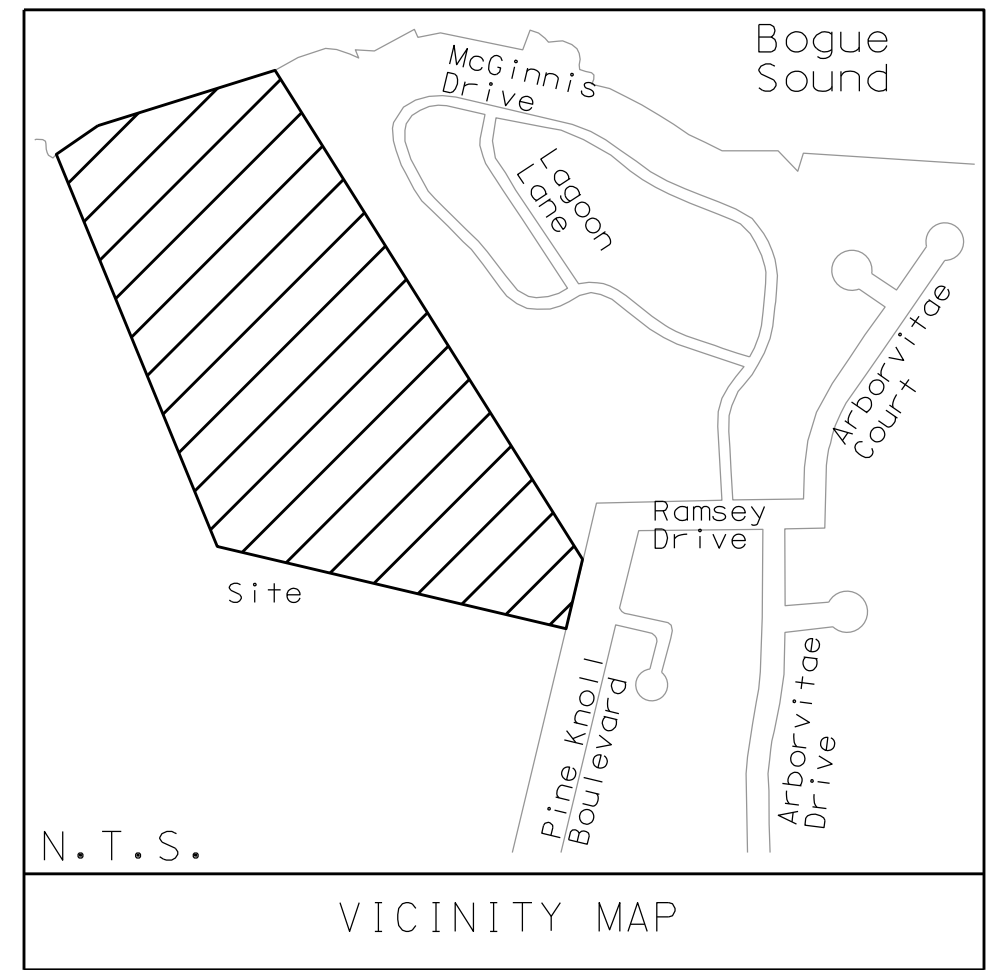 Bogue
Sound
McGinnis
Drive
Lagoon
Lane
Arborvitae
Court
Ramsey
Drive
Site
Pine Knoll
Boulevard
Arborvitae
Drive
N.T.S.
VICINITY MAP